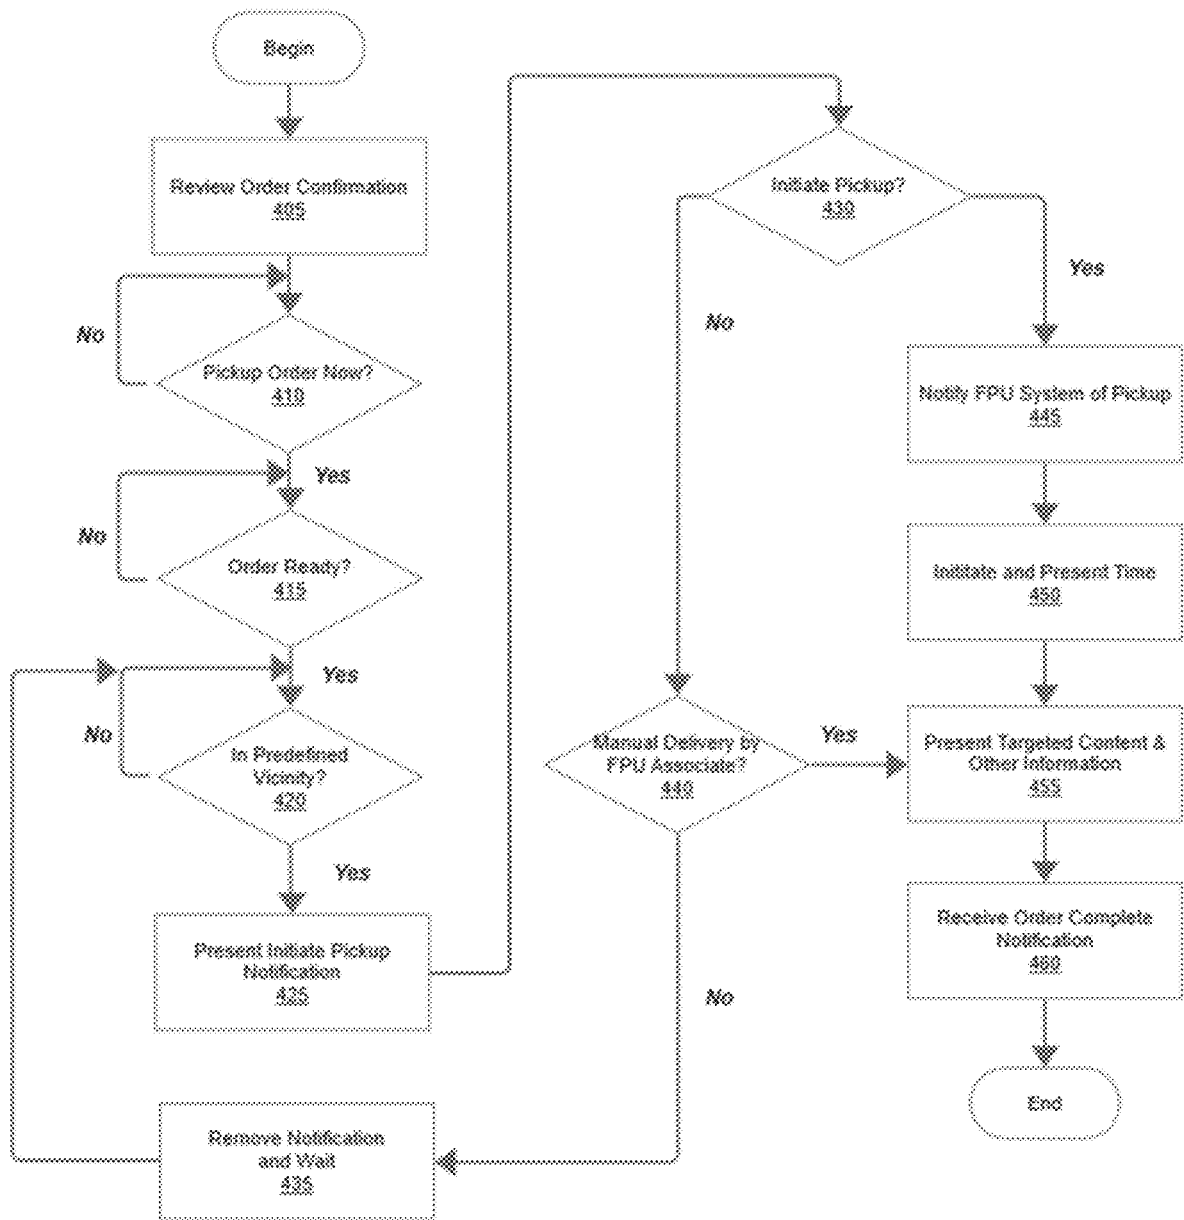 Begin
Review Order Confirmation
405
No
Pickup Order Now?
410
Yes
No
Order Ready?
415
Yes
No
In Predefined
Vicinity?
420
Yes
Present Initiate Pickup
Notification
425
Remove Notification
and Wait
435
Initiate Pickup?
430
No
Yes
Manual Delivery by
FPU Associate?
440
Yes
No
Notify FPU System of Pickup
445
Inititate and Present Time
450
Present Targeted Content &
Other Information
455
Receive Order Complete
Notification
460
End